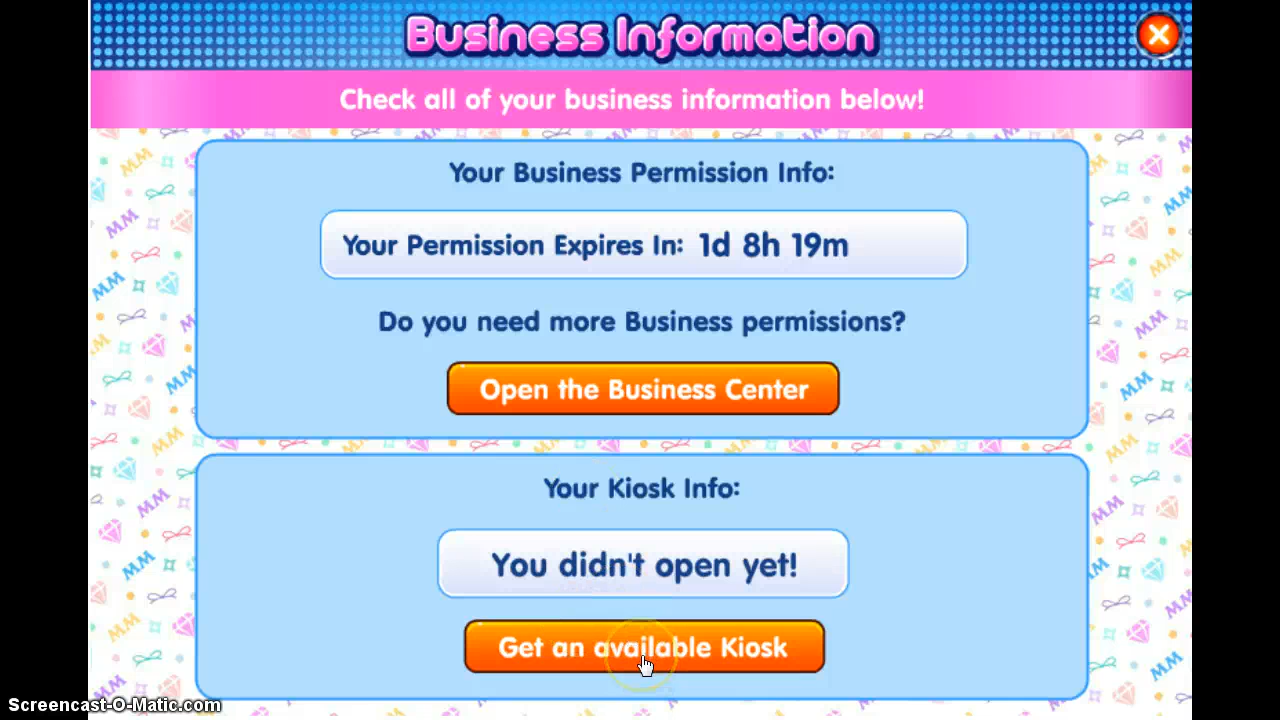 Business Information
Check all of your business information below!
Your Business Permission Info:
Your Permission Expires In: 1d 8h 19m
Do you need more Business permissions?
Open the Business Center
Your Kiosk Info:
You didn't open yet!
Get an available Kiosk
Screencast-O-Matic.com